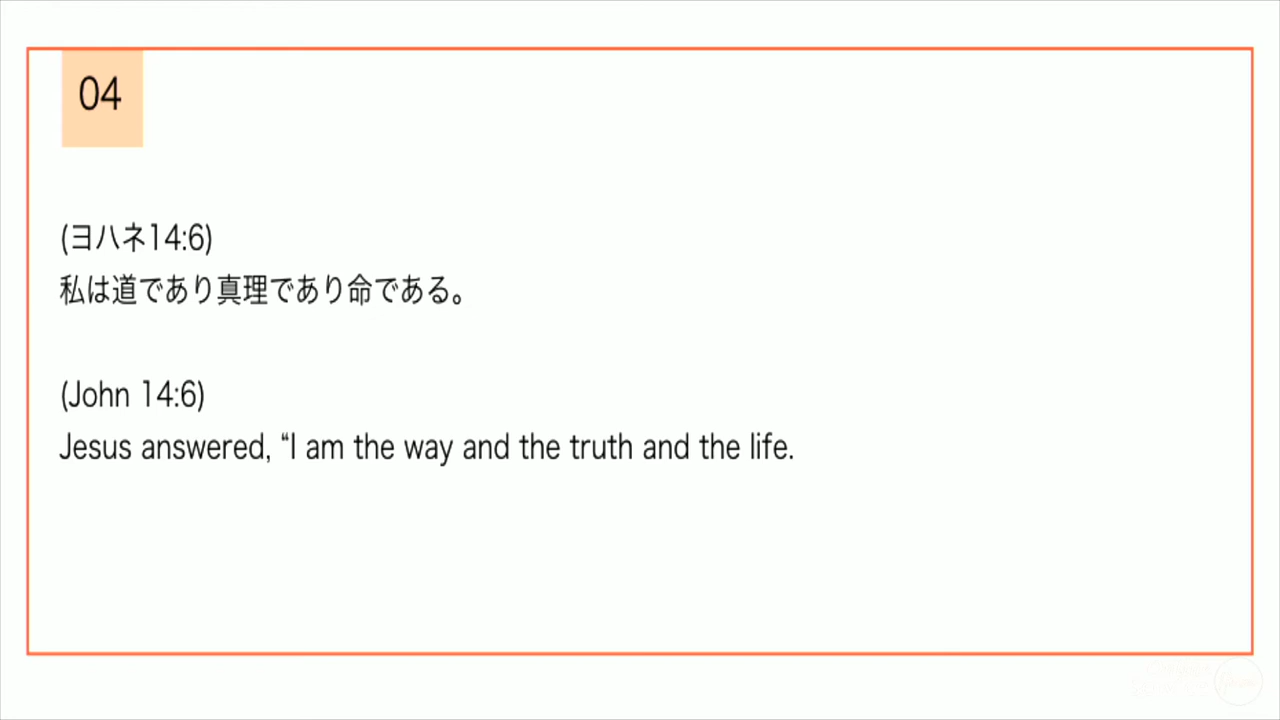 04
(ヨハネ14:6)
私は道であり真理であり命である。
(John 14:6)
Jesus answered, “I am the way and the truth and the life.